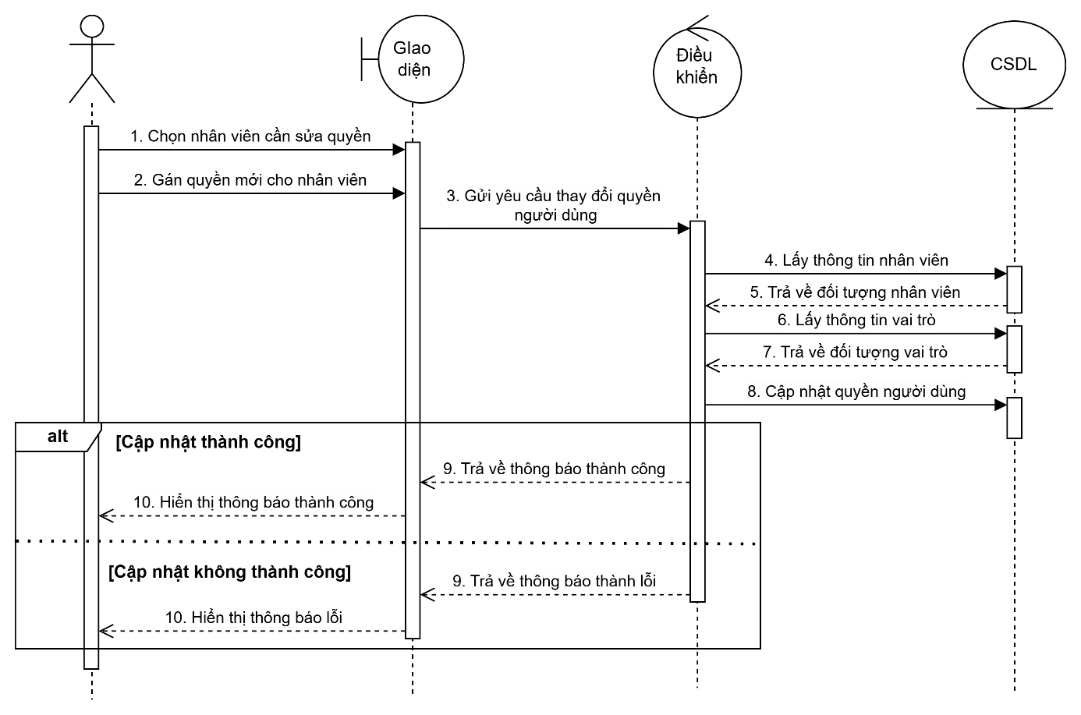 Giao
diện
Điều
khiển
CSDL
1. Chọn nhân viên cần sửa quyền
2. Gán quyền mới cho nhân viên
3. Gửi yêu cầu thay đổi quyền
người dùng
4. Lấy thông tin nhân viên
5. Trả về đối tượng nhân viên
6. Lấy thông tin vai trò
7. Trả về đối tượng vai trò
8. Cập nhật quyền người dùng
alt
[Cập nhật thành công]
9. Trả về thông báo thành công
10. Hiển thị thông báo thành công
[Cập nhật không thành công]
9. Trả về thông báo thành lỗi
10. Hiển thị thông báo lỗi